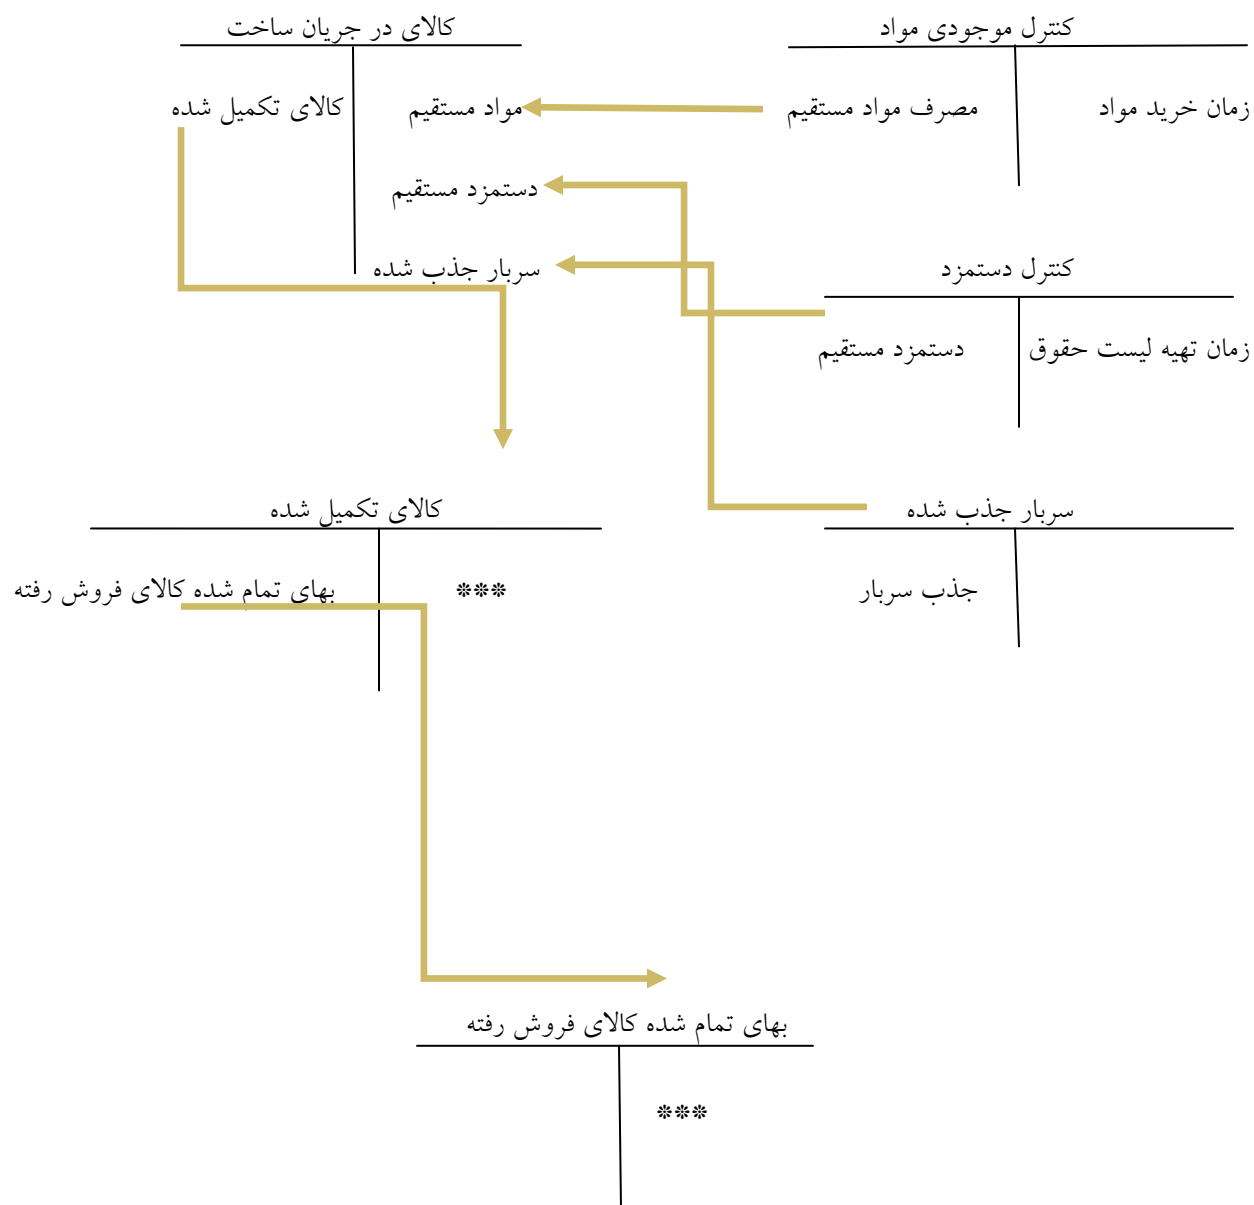 کنترل موجودی مواد
کالای در جریان ساخت
زمان خرید مواد
مصرف مواد مستقیم
مواد مستقیم
کالای تکمیل شده
دستمزد مستقیم
کنترل دستمزد
سربار جذب شده
زمان تهیه لیست حقوق
دستمزد مستقیم
سربار جذب شده
کالای تکمیل شده
جذب سربار
***
بهای تمام شده کالای فروش رفته
بهای تمام شده کالای فروش رفته
***